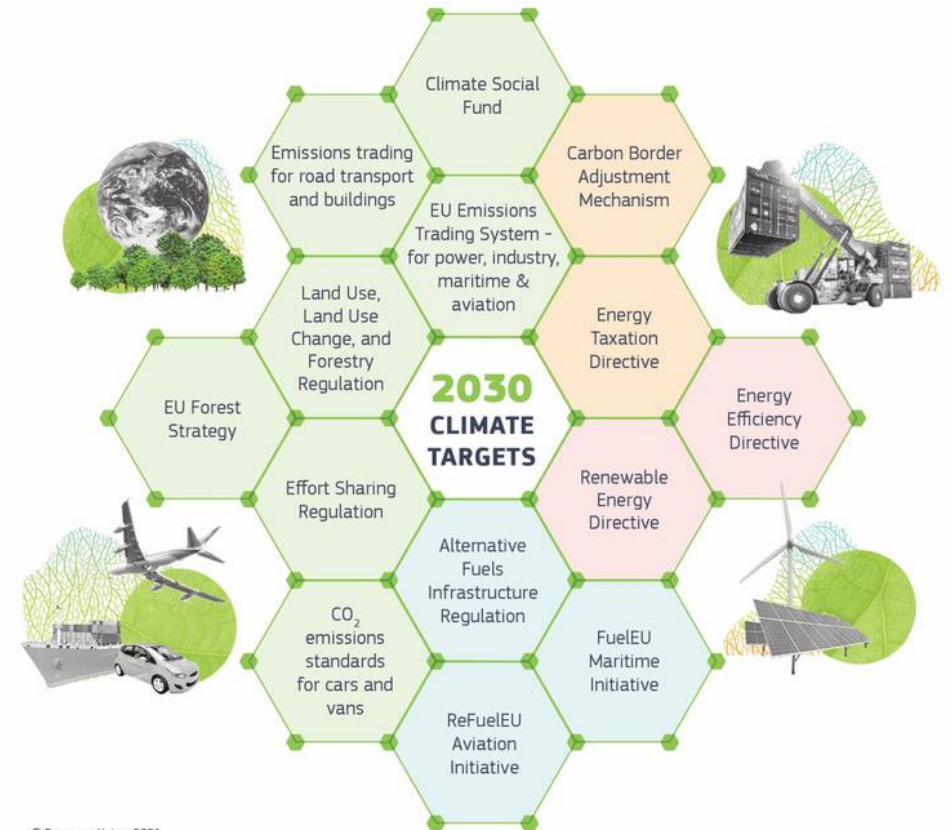 Climate Social
Fund
Emissions trading
for road transport
and buildings
Carbon Border
Adjustment
Mechanism
EU Emissions
Trading System -
for power, industry,
maritime &
aviation
Land Use,
Land Use
Change, and
Forestry
Regulation
Energy
Taxation
Directive
EU Forest
Strategy
2030
CLIMATE
TARGETS
Energy
Efficiency
Directive
Effort Sharing
Regulation
Renewable
Energy
Directive
Alternative
Fuels
Infrastructure
Regulation
CO₂
emissions
standards
for cars and
vans
FuelEU
Maritime
Initiative
ReFuelEU
Aviation
Initiative